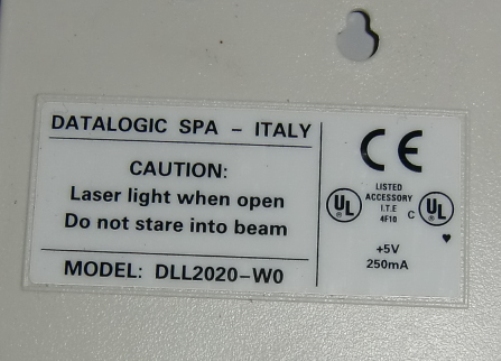 DATALOGIC SPA - ITALY
CAUTION:
Laser light when open
Do not stare into beam
MODEL: DLL2020-W0
CE
LISTED
ACCESSORY
UL I.T.E C UL
4F10
+5V
250mA